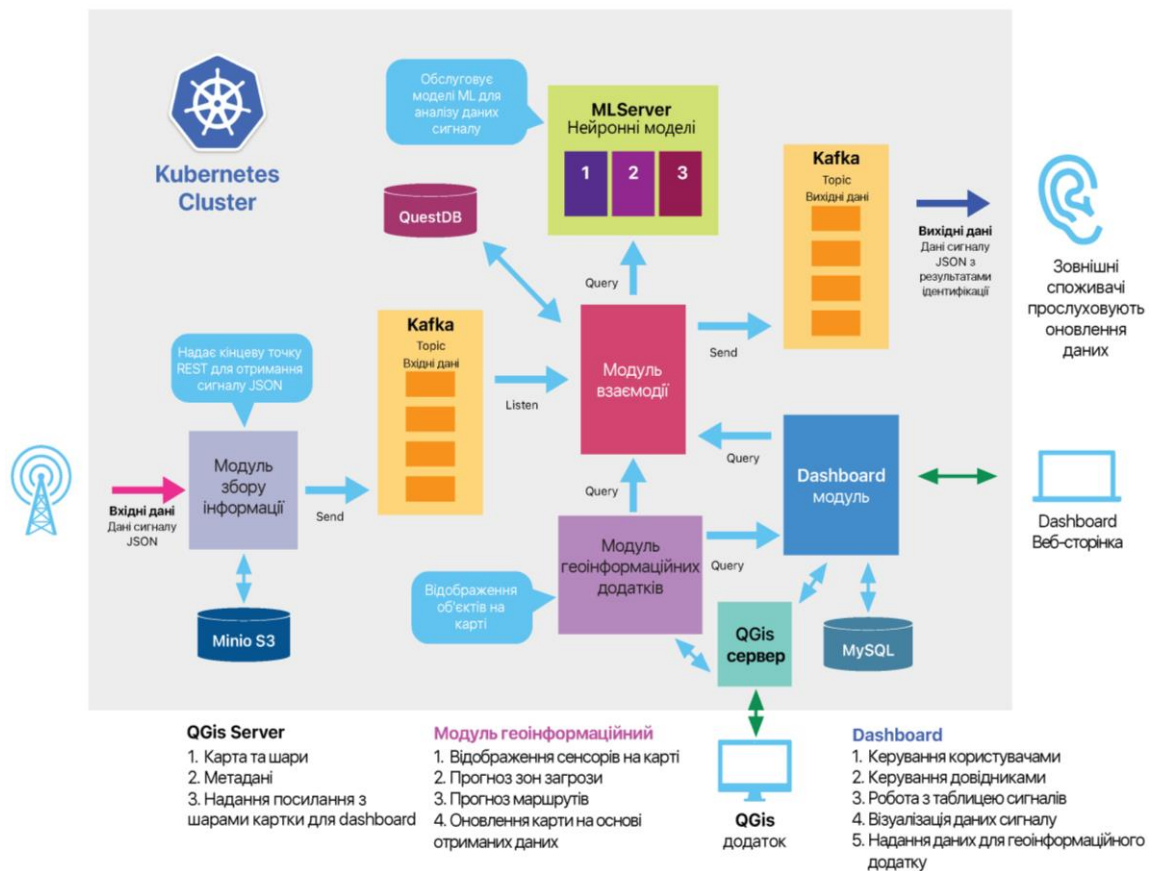 Kubernetes
Cluster
Обслуговує
моделі ML для
аналізу даних
сигналу
MLServer
Нейронні моделі
1
2
3
QuestDB
Kafka
Topic
Вихідні дані
Вихідні дані
Дані сигналу
JSON з
результатами
ідентифікації
Зовнішні
споживачі
прослуховують
оновлення
даних
Query
Send
Надає кінцеву точку
REST для отримання
сигналу JSON
Kafka
Topic
Вхідні дані
Listen
Модуль
взаємодії
Вхідні дані
Дані сигналу
JSON
Модуль
збору
інформації
Send
Query
Query
Dashboard
модуль
Dashboard
Веб-сторінка
Модуль
геоінформаційних
додатків
Query
Відображення
об'єктів на
карті
Minio S3
QGis
сервер
MySQL
QGis Server
1. Карта та шари
2. Метадані
3. Надання посилання з
шарами картки для dashboard
Модуль геоінформаційний
1. Відображення сенсорів на карті
2. Прогноз зон загрози
3. Прогноз маршрутів
4. Оновлення карти на основі
отриманих даних
QGis
додаток
Dashboard
1. Керування користувачами
2. Керування довідниками
3. Робота з таблицею сигналів
4. Візуалізація даних сигналу
5. Надання даних для геоінформаційного
додатку